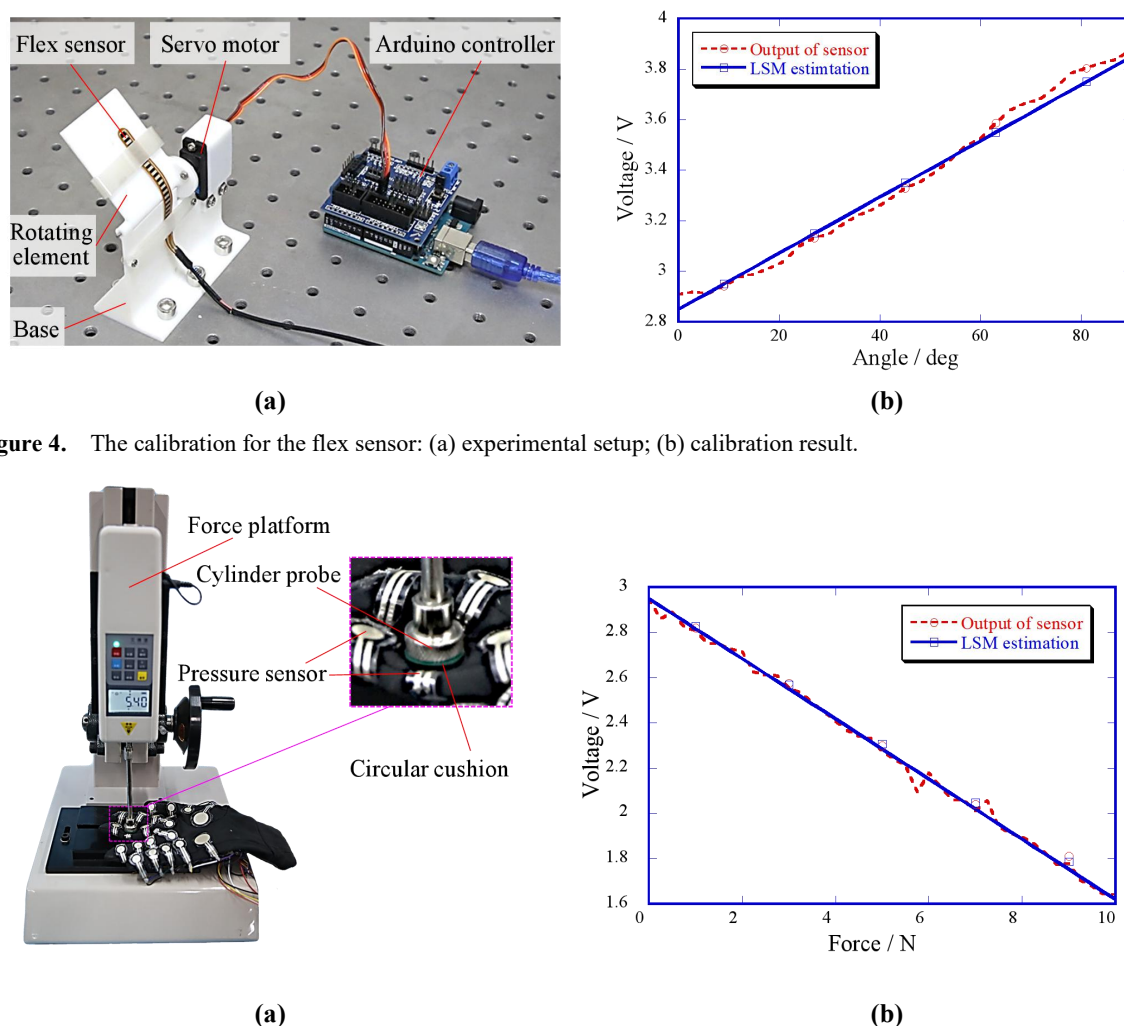 Flex sensor
Servo motor
Arduino controller
Rotating
element
Base
(a)
4
3.8
3.6
3.4
3.2
3
2.8
Voltage / V
Output of sensor
LSM estimtation
0
20
40
60
80
Angle / deg
(b)
gure 4. The calibration for the flex sensor: (a) experimental setup; (b) calibration result.
Force platform
Cylinder probe
Pressure sensor
Circular cushion
5.40
(a)
3
2.8
2.6
2.4
2.2
2
1.8
1.6
Voltage / V
Output of sensor
LSM estimation
0
2
4
6
8
10
Force / N
(b)